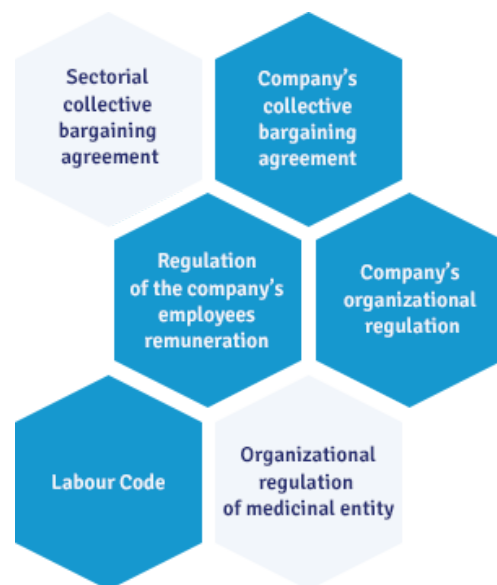 Sectorial
collective
bargaining
agreement
Company's
collective
bargaining
agreement
Regulation
of the company's
employees
remuneration
Company's
organizational
regulation
Labour Code
Organizational
regulation
of medicinal entity